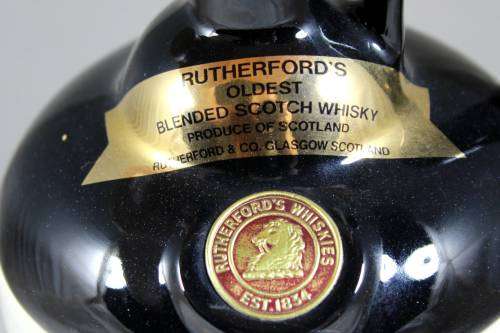 RUTHERFORD'S
OLDEST
BLENDED SCOTCH WHISKY
PRODUCE OF SCOTLAND
RUTHERFORD & CO. GLASGOW SCOTLAND
RUTHERFORD'S WHISKIES
EST. 1834